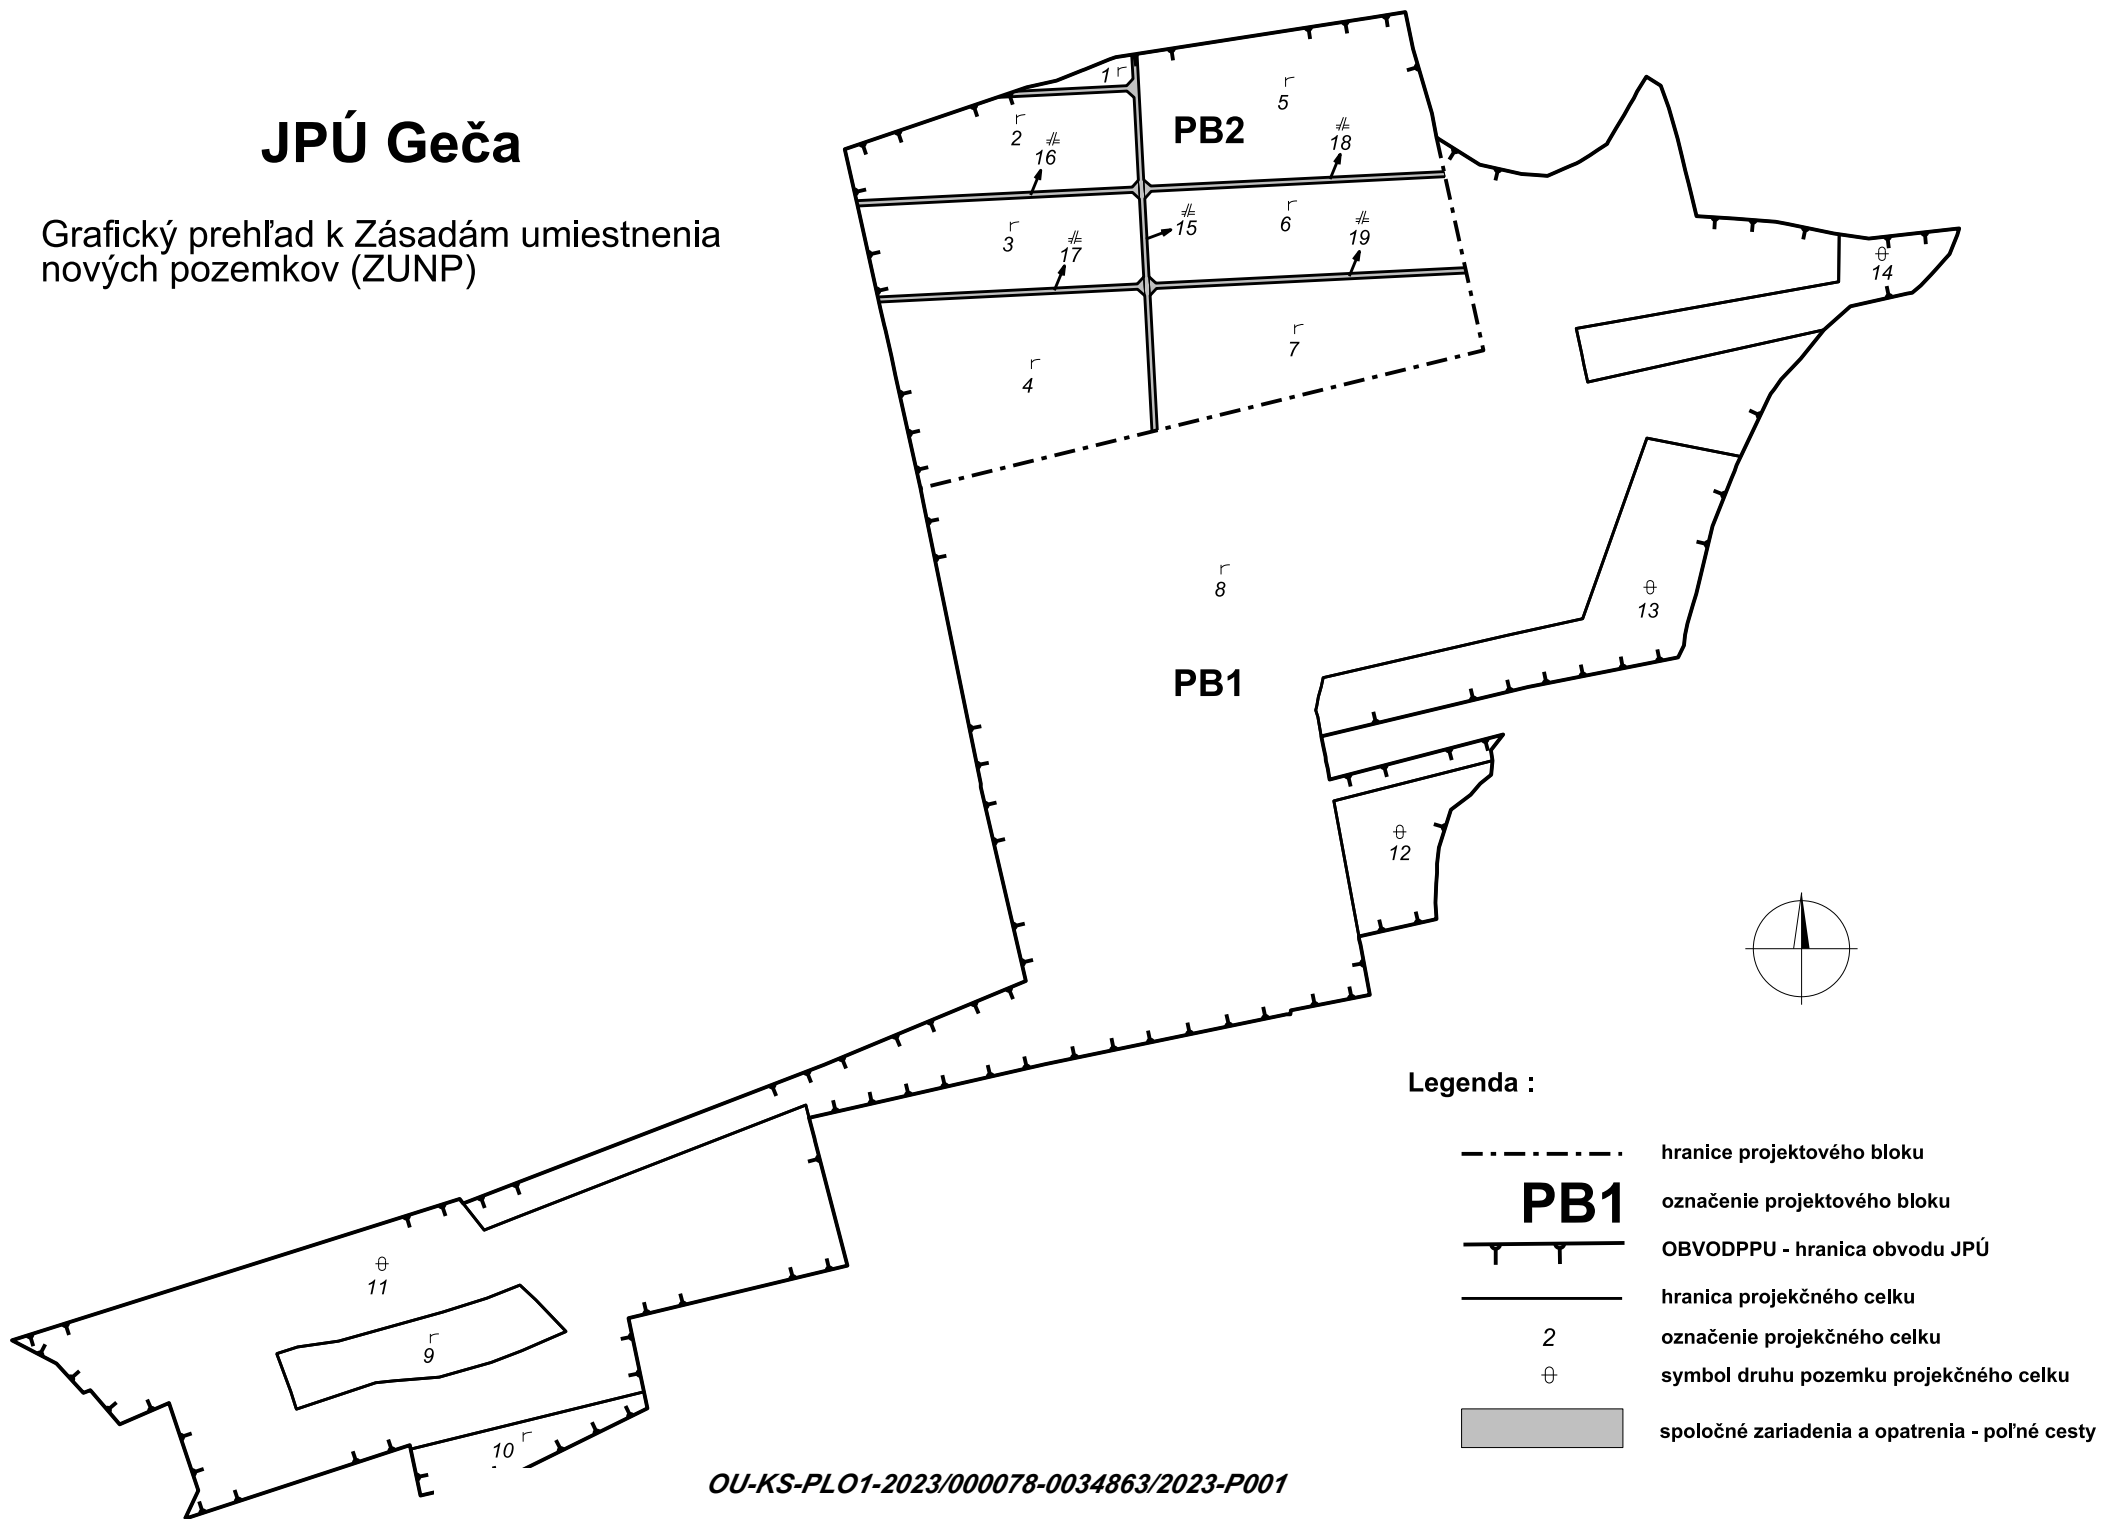 JPÚ Geča
Grafický prehľad k Zásadám umiestnenia
nových pozemkov (ZUNP)
1
2
16
5
PB2
18
3
17
15
6
19
4
7
14
8
13
PB1
12
11
9
10
Legenda :
hranice projektového bloku
PB1 označenie projektového bloku
OBVODPPU - hranica obvodu JPÚ
hranica projekčného celku
2 označenie projekčného celku
symbol druhu pozemku projekčného celku
spoločné zariadenia a opatrenia - poľné cesty
OU-KS-PLO1-2023/000078-0034863/2023-P001